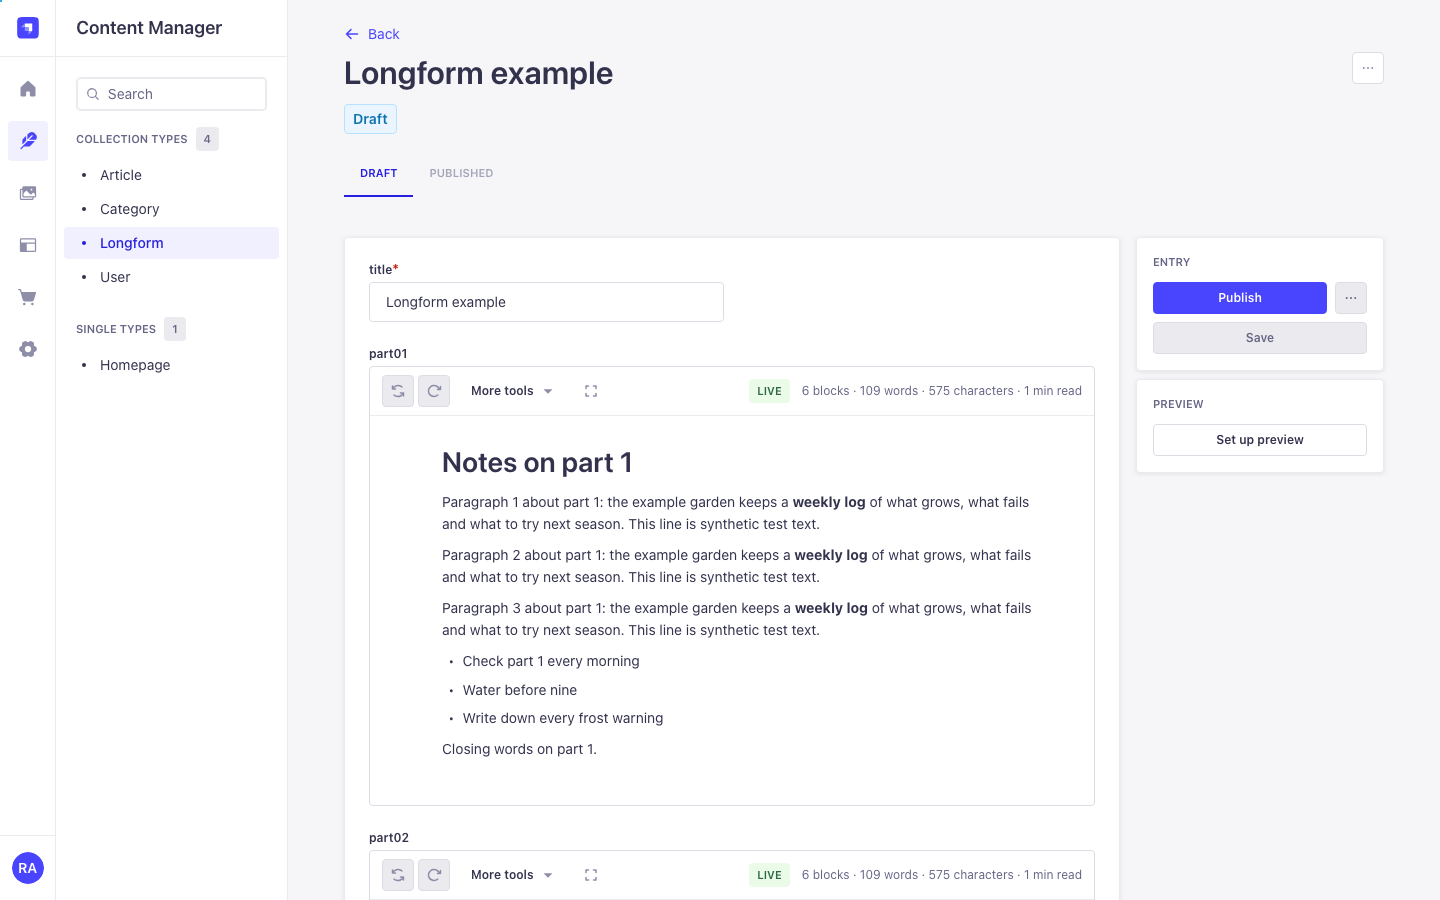 Content Manager
Search
COLLECTION TYPES 4
Article
Category
Longform
User
SINGLE TYPES 1
Homepage
RA
Back
Longform example
...
Draft
DRAFT PUBLISHED
title*
Longform example
part01
More tools LIVE 6 blocks · 109 words · 575 characters · 1 min read
Notes on part 1
Paragraph 1 about part 1: the example garden keeps a weekly log of what grows, what fails
and what to try next season. This line is synthetic test text.
Paragraph 2 about part 1: the example garden keeps a weekly log of what grows, what fails
and what to try next season. This line is synthetic test text.
Paragraph 3 about part 1: the example garden keeps a weekly log of what grows, what fails
and what to try next season. This line is synthetic test text.
• Check part 1 every morning
• Water before nine
• Write down every frost warning
Closing words on part 1.
part02
More tools LIVE 6 blocks · 109 words · 575 characters · 1 min read
ENTRY
Publish ...
Save
PREVIEW
Set up preview